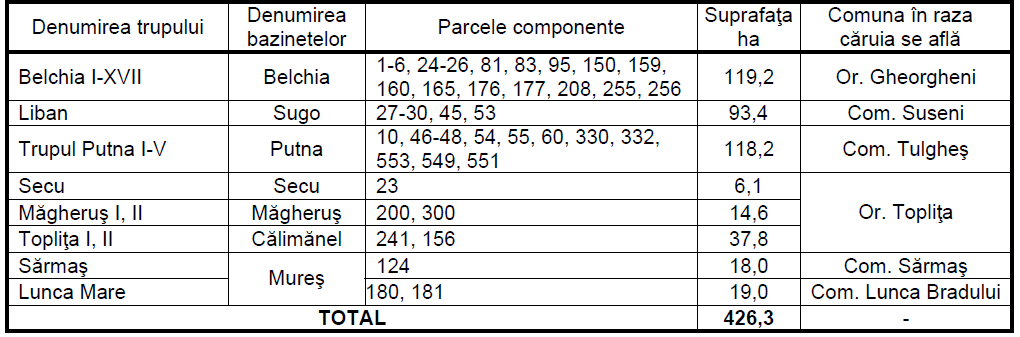 Denumirea trupului Denumirea bazinetelor Parcele componente Suprafaţa ha Comuna în raza căruia se află
Belchia I-XVII Belchia 1-6, 24-26, 81, 83, 95, 150, 159, 160, 165, 176, 177, 208, 255, 256 119,2 Or. Gheorgheni
Liban Sugo 27-30, 45, 53 93,4 Com. Suseni
Trupul Putna I-V Putna 10, 46-48, 54, 55, 60, 330, 332, 553, 549, 551 118,2 Com. Tulgheş
Secu Secu 23 6,1 Or. Topliţa
Măgheruş I, II Măgheruş 200, 300 14,6
Topliţa I, II Călimănel 241, 156 37,8
Sărmaş Mureş 124 18,0 Com. Sărmaş
Lunca Mare 180, 181 19,0 Com. Lunca Bradului
TOTAL 426,3 -